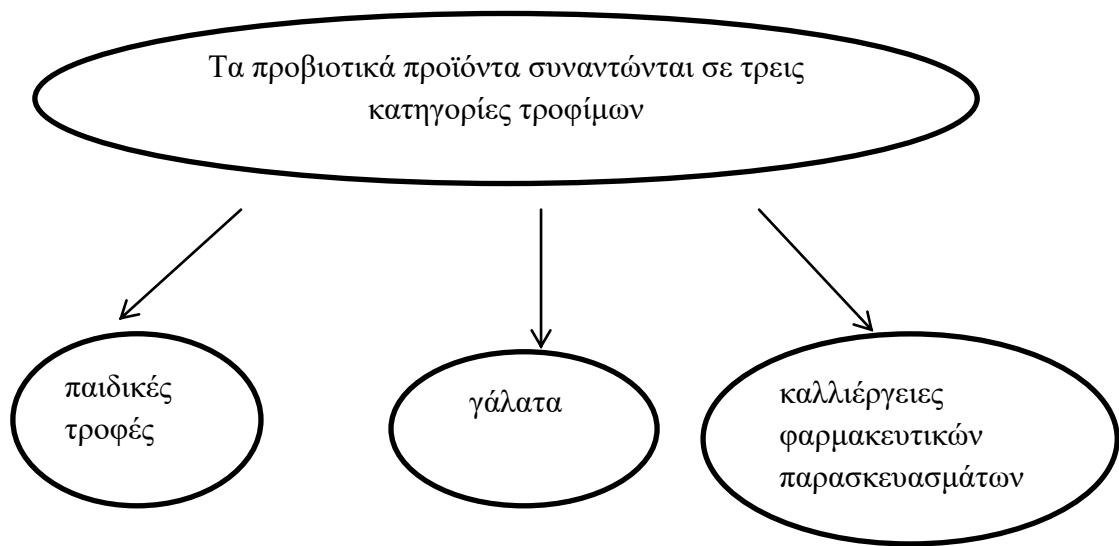 Τα προβιοτικά προϊόντα συναντώνται σε τρεις
κατηγορίες τροφίμων
παιδικές
τροφές
γάλατα
καλλιέργειες
φαρμακευτικών
παρασκευασμάτων